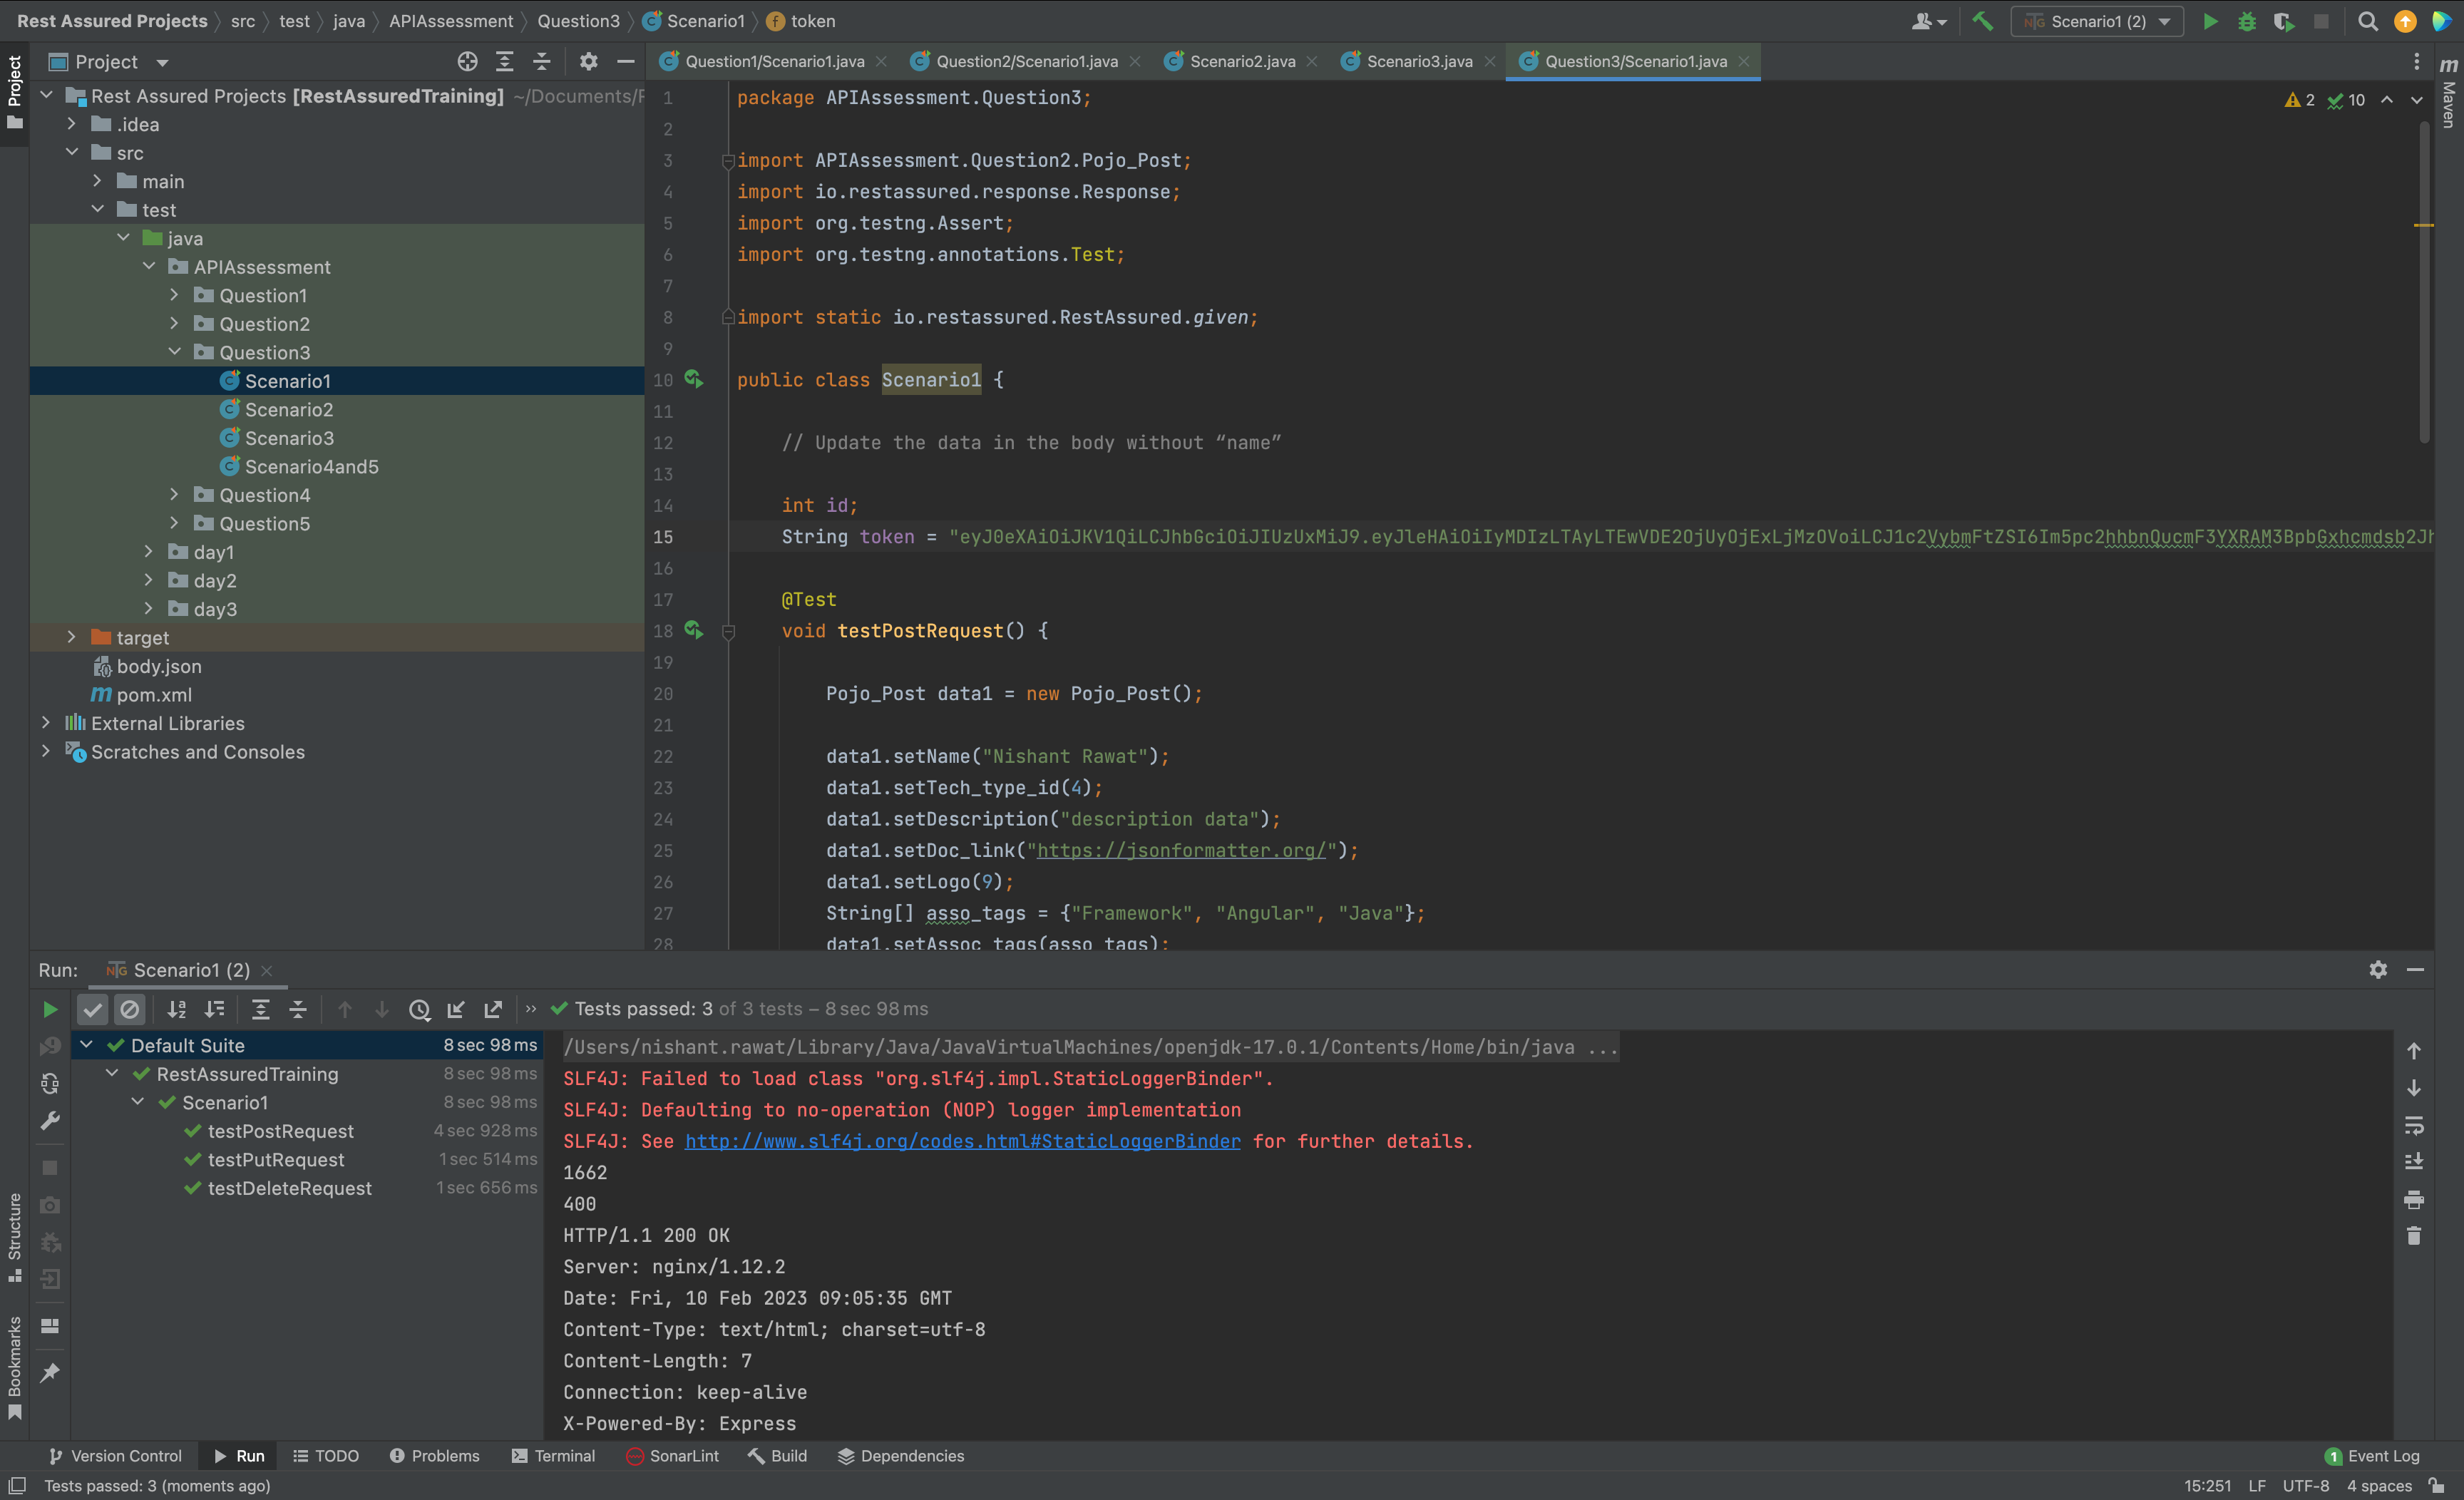 Rest Assured Projects › src › test › java › APIAssessment › Question3 › Scenario1 › token
Scenario1 (2)
Project
Question1/Scenario1.java
Question2/Scenario1.java
Scenario2.java
Scenario3.java
Question3/Scenario1.java
Project
Maven
Rest Assured Projects [RestAssuredTraining] ~/Documents/
.idea
src
main
test
java
APIAssessment
Question1
Question2
Question3
Scenario1
Scenario2
Scenario3
Scenario4and5
Question4
Question5
day1
day2
day3
target
body.json
pom.xml
External Libraries
Scratches and Consoles
2 10
1 package APIAssessment.Question3;
2
3 import APIAssessment.Question2.Pojo_Post;
4 import io.restassured.response.Response;
5 import org.testng.Assert;
6 import org.testng.annotations.Test;
7
8 import static io.restassured.RestAssured.given;
9
10 public class Scenario1 {
11
12 // Update the data in the body without “name”
13
14 int id;
15 String token = "eyJ0eXAiOiJKV1QiLCJhbGciOiJIUzUxMiJ9.
16
17 @Test
18 void testPostRequest() {
19
20 Pojo_Post data1 = new Pojo_Post();
21
22 data1.setName("Nishant Rawat");
23 data1.setTech_type_id(4);
24 data1.setDescription("description data");
25 data1.setDoc_link("https://jsonformatter.org/");
26 data1.setLogo(9);
27 String[] asso_tags = {"Framework", "Angular", "Java"};
28 data1.setAssoc_tags(asso_tags);
Run: Scenario1 (2)
Tests passed: 3 of 3 tests – 8 sec 98 ms
Default Suite 8 sec 98 ms
RestAssuredTraining 8 sec 98 ms
Scenario1 8 sec 98 ms
testPostRequest 4 sec 928 ms
testPutRequest 1 sec 514 ms
testDeleteRequest 1 sec 656 ms
/Users/nishant.rawat/Library/Java/JavaVirtualMachines/openjdk-17.0.1/Contents/Home/bin/java ...
SLF4J: Failed to load class "org.slf4j.impl.StaticLoggerBinder".
SLF4J: Defaulting to no-operation (NOP) logger implementation
SLF4J: See http://www.slf4j.org/codes.html#StaticLoggerBinder for further details.
1662
400
HTTP/1.1 200 OK
Server: nginx/1.12.2
Date: Fri, 10 Feb 2023 09:05:35 GMT
Content-Type: text/html; charset=utf-8
Content-Length: 7
Connection: keep-alive
X-Powered-By: Express
Structure
Bookmarks
Version Control
Run
TODO
Problems
Terminal
SonarLint
Build
Dependencies
1 Event Log
Tests passed: 3 (moments ago)
15:251 LF UTF-8 4 spaces